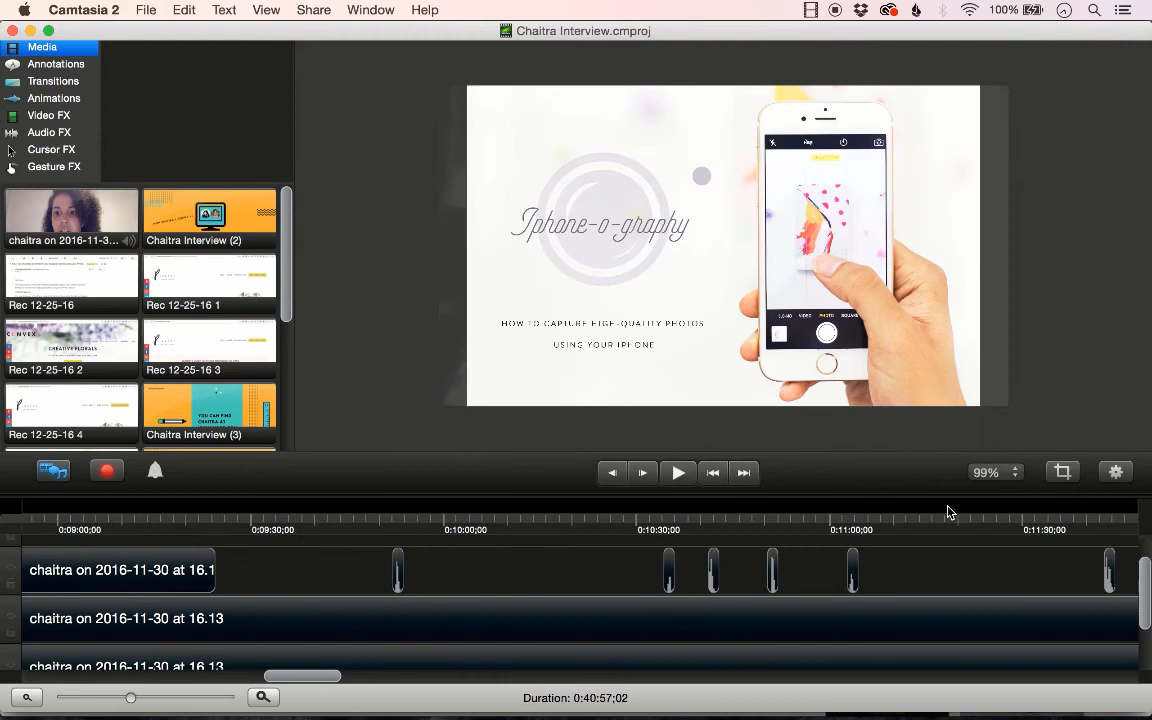 Camtasia 2 File Edit Text View Share Window Help 100%
Chaitra Interview.cmproj
Media
Annotations
Transitions
Animations
Video FX
Audio FX
Cursor FX
Gesture FX
chaitra on 2016-11-3...
Chaitra Interview (2)
Rec 12-25-16
Rec 12-25-16 1
CONVEX
CREATIVE FLORALS
Rec 12-25-16 2
Rec 12-25-16 3
Rec 12-25-16 4
YOU CAN FIND
CHAITRA AT
Chaitra Interview (3)
Iphone-o-graphy
HOW TO CAPTURE HIGH-QUALITY PHOTOS
USING YOUR IPHONE
VIDEO PHOTO SQUARE
99%
0:09:00;00 0:09:30;00 0:10:00;00 0:10:30;00 0:11:00;00 0:11:30;00
chaitra on 2016-11-30 at 16.1
chaitra on 2016-11-30 at 16.13
chaitra on 2016-11-30 at 16.13
Duration: 0:40:57;02